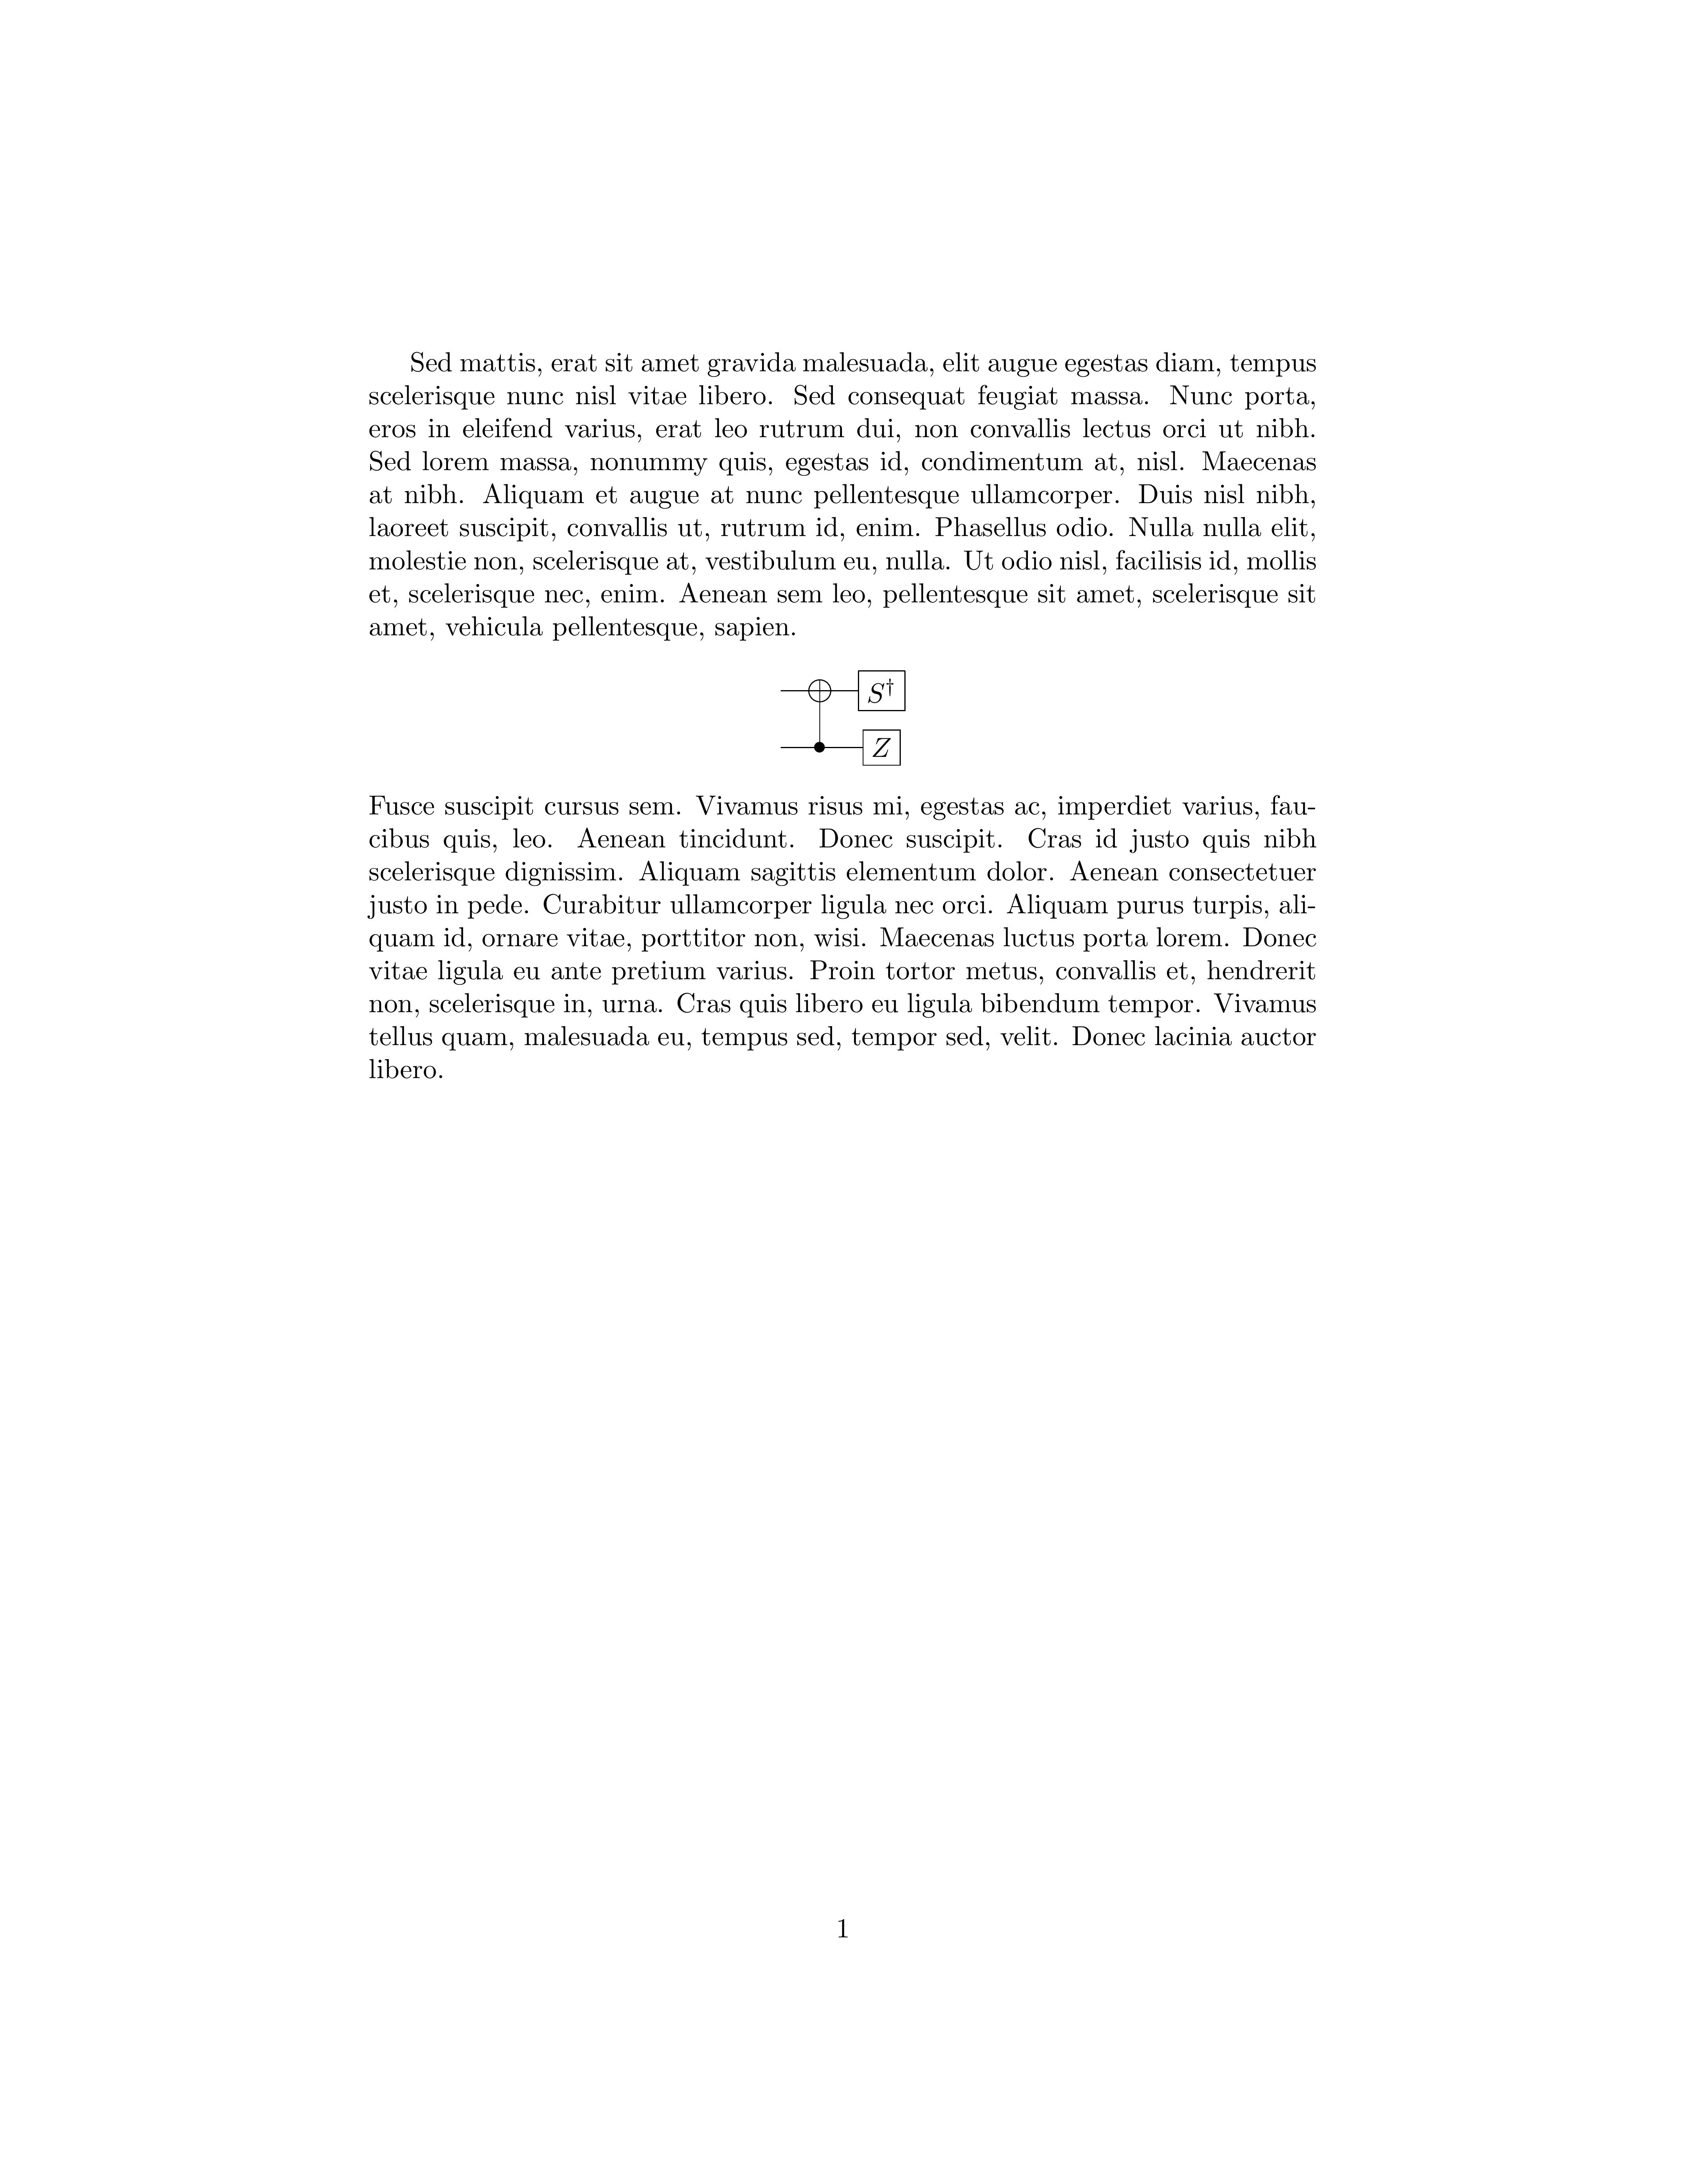 Sed mattis, erat sit amet gravida malesuada, elit augue egestas diam, tempus
scelerisque nunc nisl vitae libero. Sed consequat feugiat massa. Nunc porta,
eros in eleifend varius, erat leo rutrum dui, non convallis lectus orci ut nibh.
Sed lorem massa, nonummy quis, egestas id, condimentum at, nisl. Maecenas
at nibh. Aliquam et augue at nunc pellentesque ullamcorper. Duis nisl nibh,
laoreet suscipit, convallis ut, rutrum id, enim. Phasellus odio. Nulla nulla elit,
molestie non, scelerisque at, vestibulum eu, nulla. Ut odio nisl, facilisis id, mollis
et, scelerisque nec, enim. Aenean sem leo, pellentesque sit amet, scelerisque sit
amet, vehicula pellentesque, sapien.
S†
Z
Fusce suscipit cursus sem. Vivamus risus mi, egestas ac, imperdiet varius, fau-
cibus quis, leo. Aenean tincidunt. Donec suscipit. Cras id justo quis nibh
scelerisque dignissim. Aliquam sagittis elementum dolor. Aenean consectetuer
justo in pede. Curabitur ullamcorper ligula nec orci. Aliquam purus turpis, ali-
quam id, ornare vitae, porttitor non, wisi. Maecenas luctus porta lorem. Donec
vitae ligula eu ante pretium varius. Proin tortor metus, convallis et, hendrerit
non, scelerisque in, urna. Cras quis libero eu ligula bibendum tempor. Vivamus
tellus quam, malesuada eu, tempus sed, tempor sed, velit. Donec lacinia auctor
libero.
1